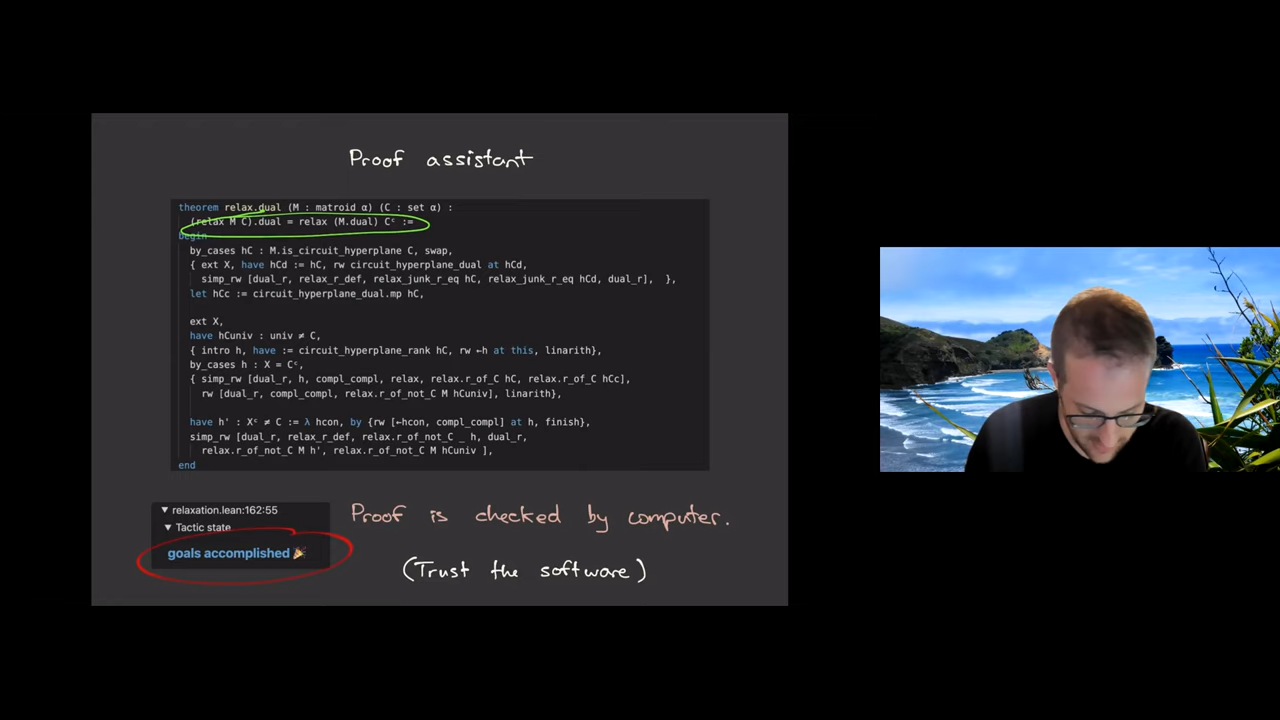 Proof assistant
theorem relax.dual (M : matroid α) (C : set α) :
(relax M C).dual = relax (M.dual) Cᶜ :=
begin
by_cases hC : M.is_circuit_hyperplane C, swap,
{ ext X, have hCd := hC, rw circuit_hyperplane_dual at hCd,
simp_rw [dual_r, relax_r_def, relax_junk_r_eq hC, relax_junk_r_eq hCd, dual_r], },
let hCc := circuit_hyperplane_dual.mp hC,
ext X,
have hCuniv : univ ≠ C,
{ intro h, have := circuit_hyperplane_rank hC, rw ←h at this, linarith},
by_cases h : X = Cᶜ,
{ simp_rw [dual_r, h, compl_compl, relax, relax.r_of_C hC, relax.r_of_C hCc],
rw [dual_r, compl_compl, relax.r_of_not_C M hCuniv], linarith},
have h' : Xᶜ ≠ C := λ hcon, by {rw [←hcon, compl_compl] at h, finish},
simp_rw [dual_r, relax_r_def, relax.r_of_not_C _ h, dual_r,
relax.r_of_not_C M h', relax.r_of_not_C M hCuniv ],
end
▼ relaxation.lean:162:55
▼ Tactic state
goals accomplished 🎉
Proof is checked by computer.
(Trust the software)